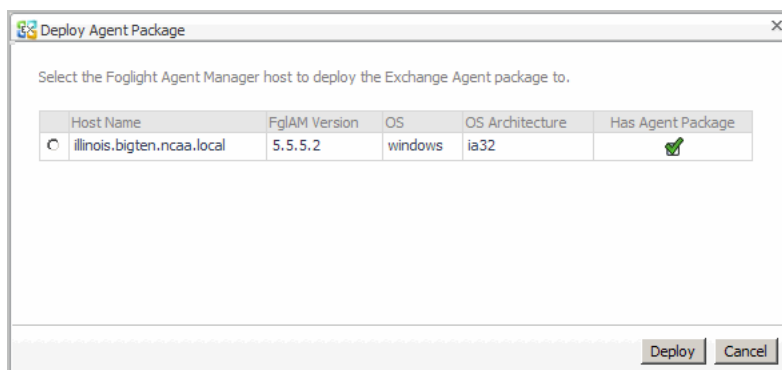 Deploy Agent Package
Select the Foglight Agent Manager host to deploy the Exchange Agent package to.
Host Name FglAM Version OS OS Architecture Has Agent Package
illinois.bigten.ncaa.local 5.5.5.2 windows ia32
Deploy Cancel